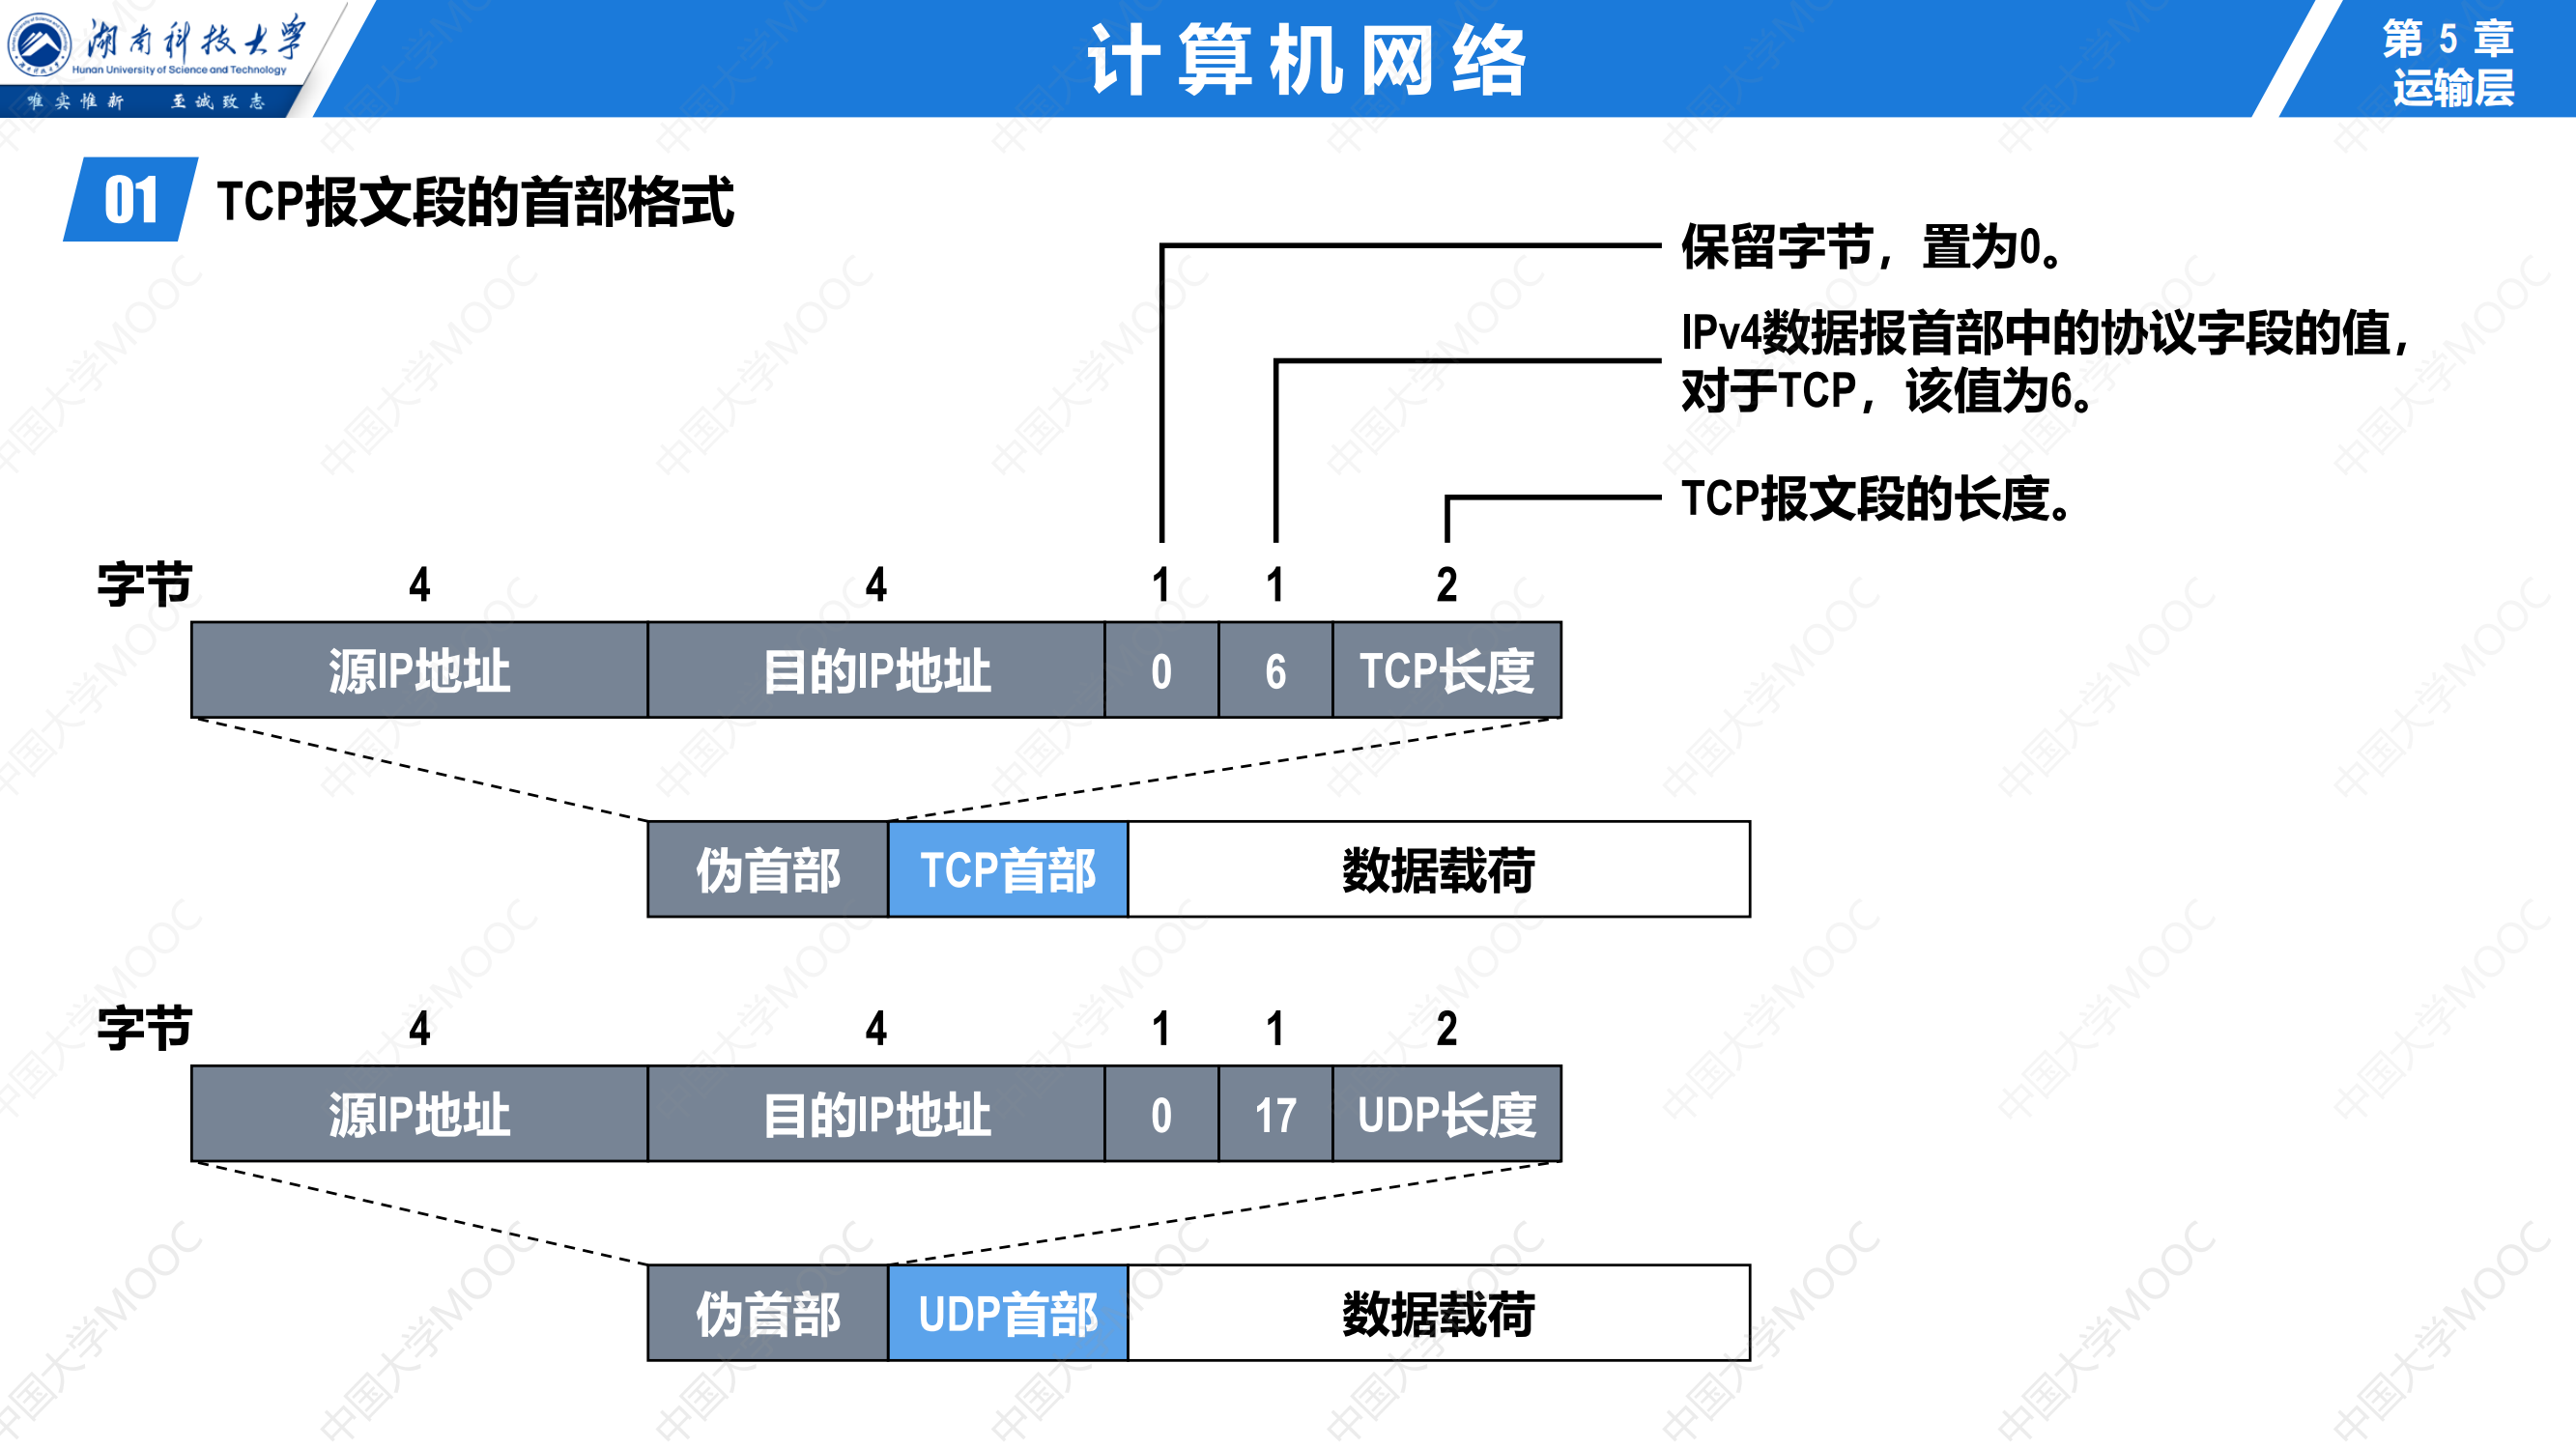 湖南科技大学
Hunan University of Science and Technology
唯实惟新 至诚致志
计算机网络
第 5 章
运输层
01 TCP报文段的首部格式
保留字节，置为0。
IPv4数据报首部中的协议字段的值，
对于TCP，该值为6。
TCP报文段的长度。
字节 4 4 1 1 2
源IP地址 目的IP地址 0 6 TCP长度
伪首部 TCP首部 数据载荷
字节 4 4 1 1 2
源IP地址 目的IP地址 0 17 UDP长度
伪首部 UDP首部 数据载荷
中国大学MOOC